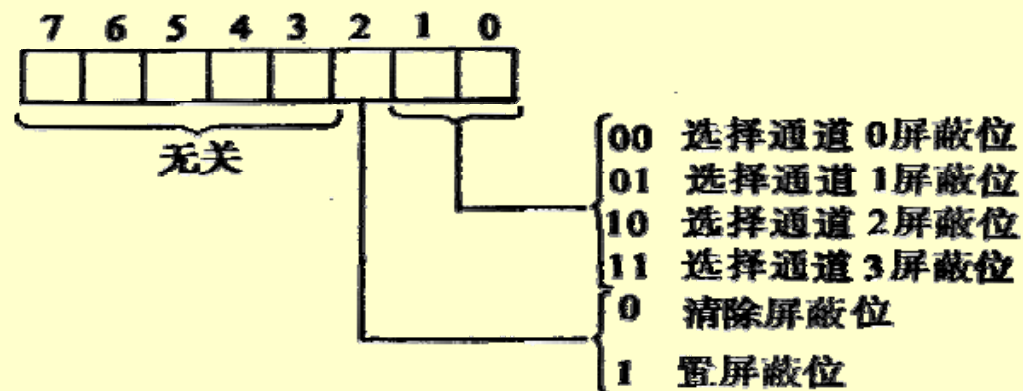 7 6 5 4 3 2 1 0
无关
00 选择通道 0屏蔽位
01 选择通道 1屏蔽位
10 选择通道 2屏蔽位
11 选择通道 3屏蔽位
0 清除屏蔽位
1 置屏蔽位